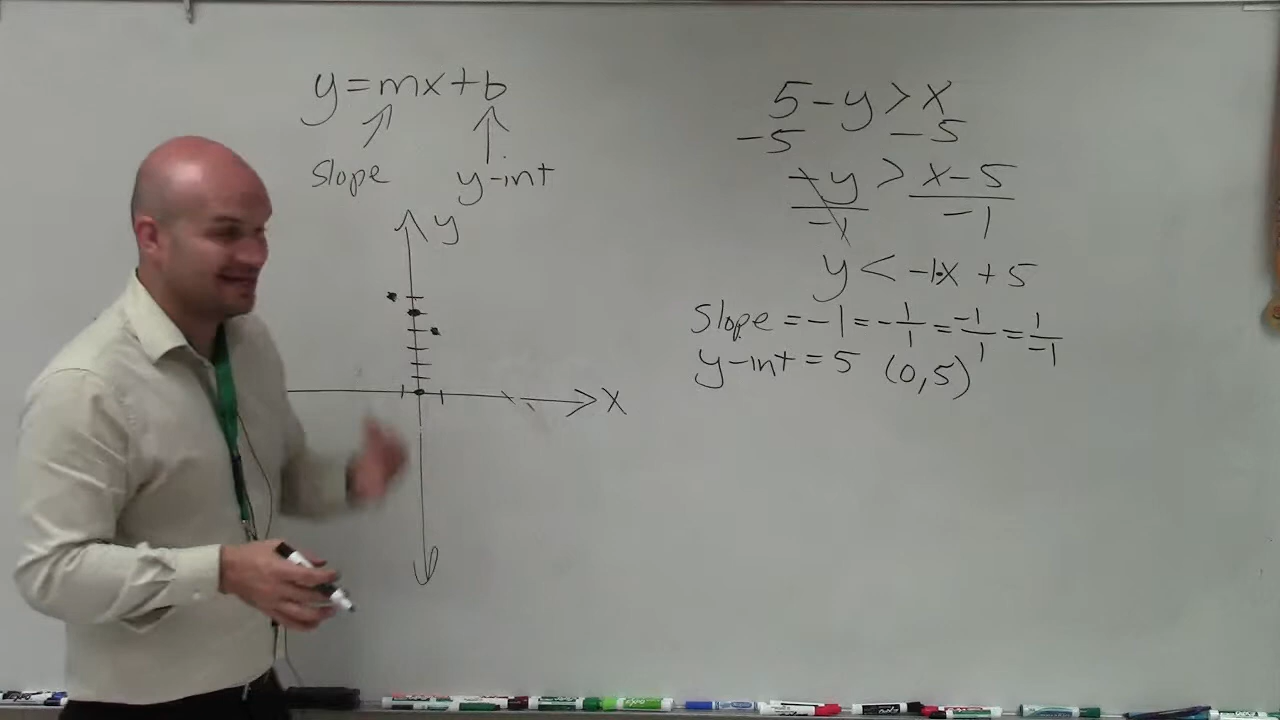 y=mx+b
slope y-int
y
x
5-y>x
-5 -5
-y > x-5
-1 -1
y < -1x + 5
Slope = -1 = -1/1 = -1/1 = 1/-1
y-int = 5 (0,5)